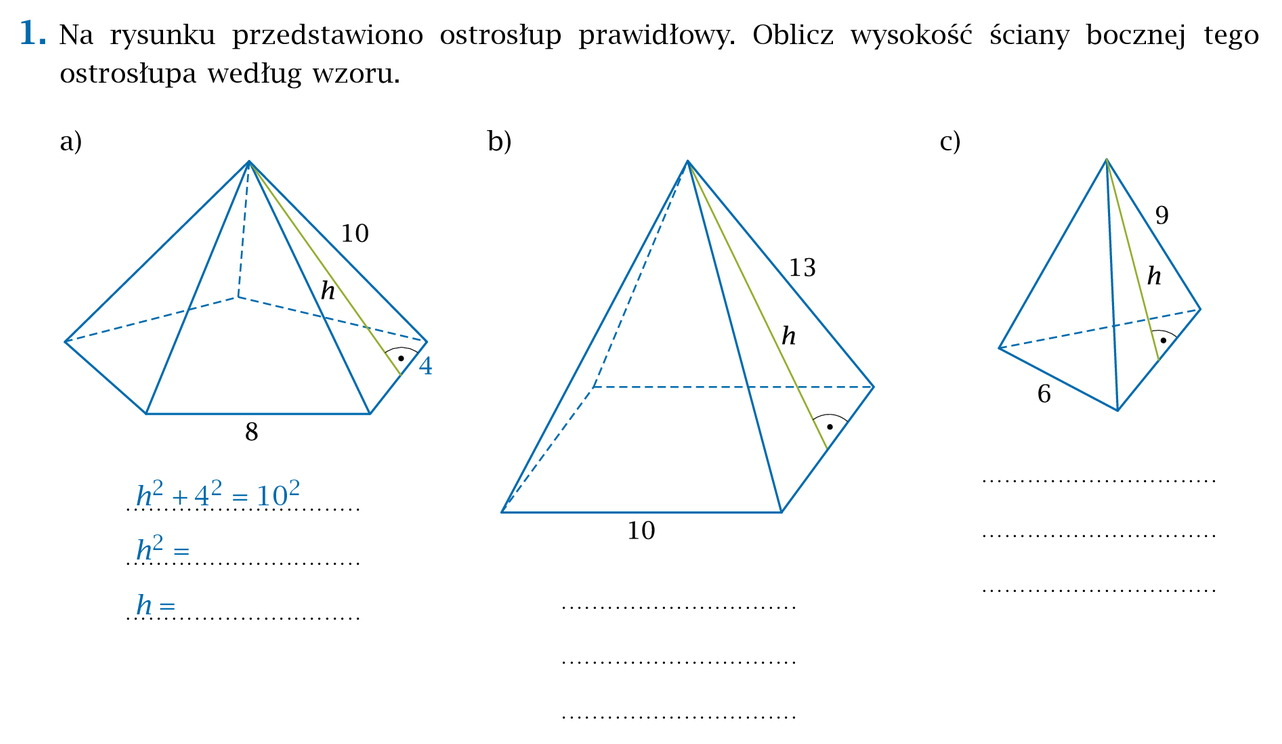 1. Na rysunku przedstawiono ostrosłup prawidłowy. Oblicz wysokość ściany bocznej tego
ostrosłupa według wzoru.
a)
b)
c)
10
h
4
8
13
h
10
9
h
6
h² + 4² = 10²
h² =
h =